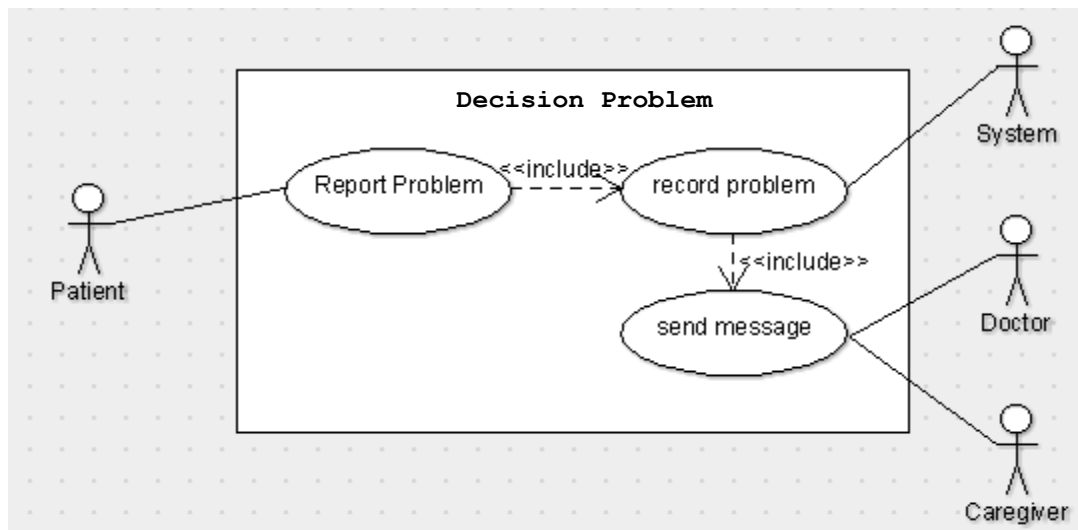 Decision Problem
System
<<include>>
Report Problem
record problem
Patient
<<include>>
send message
Doctor
Caregiver